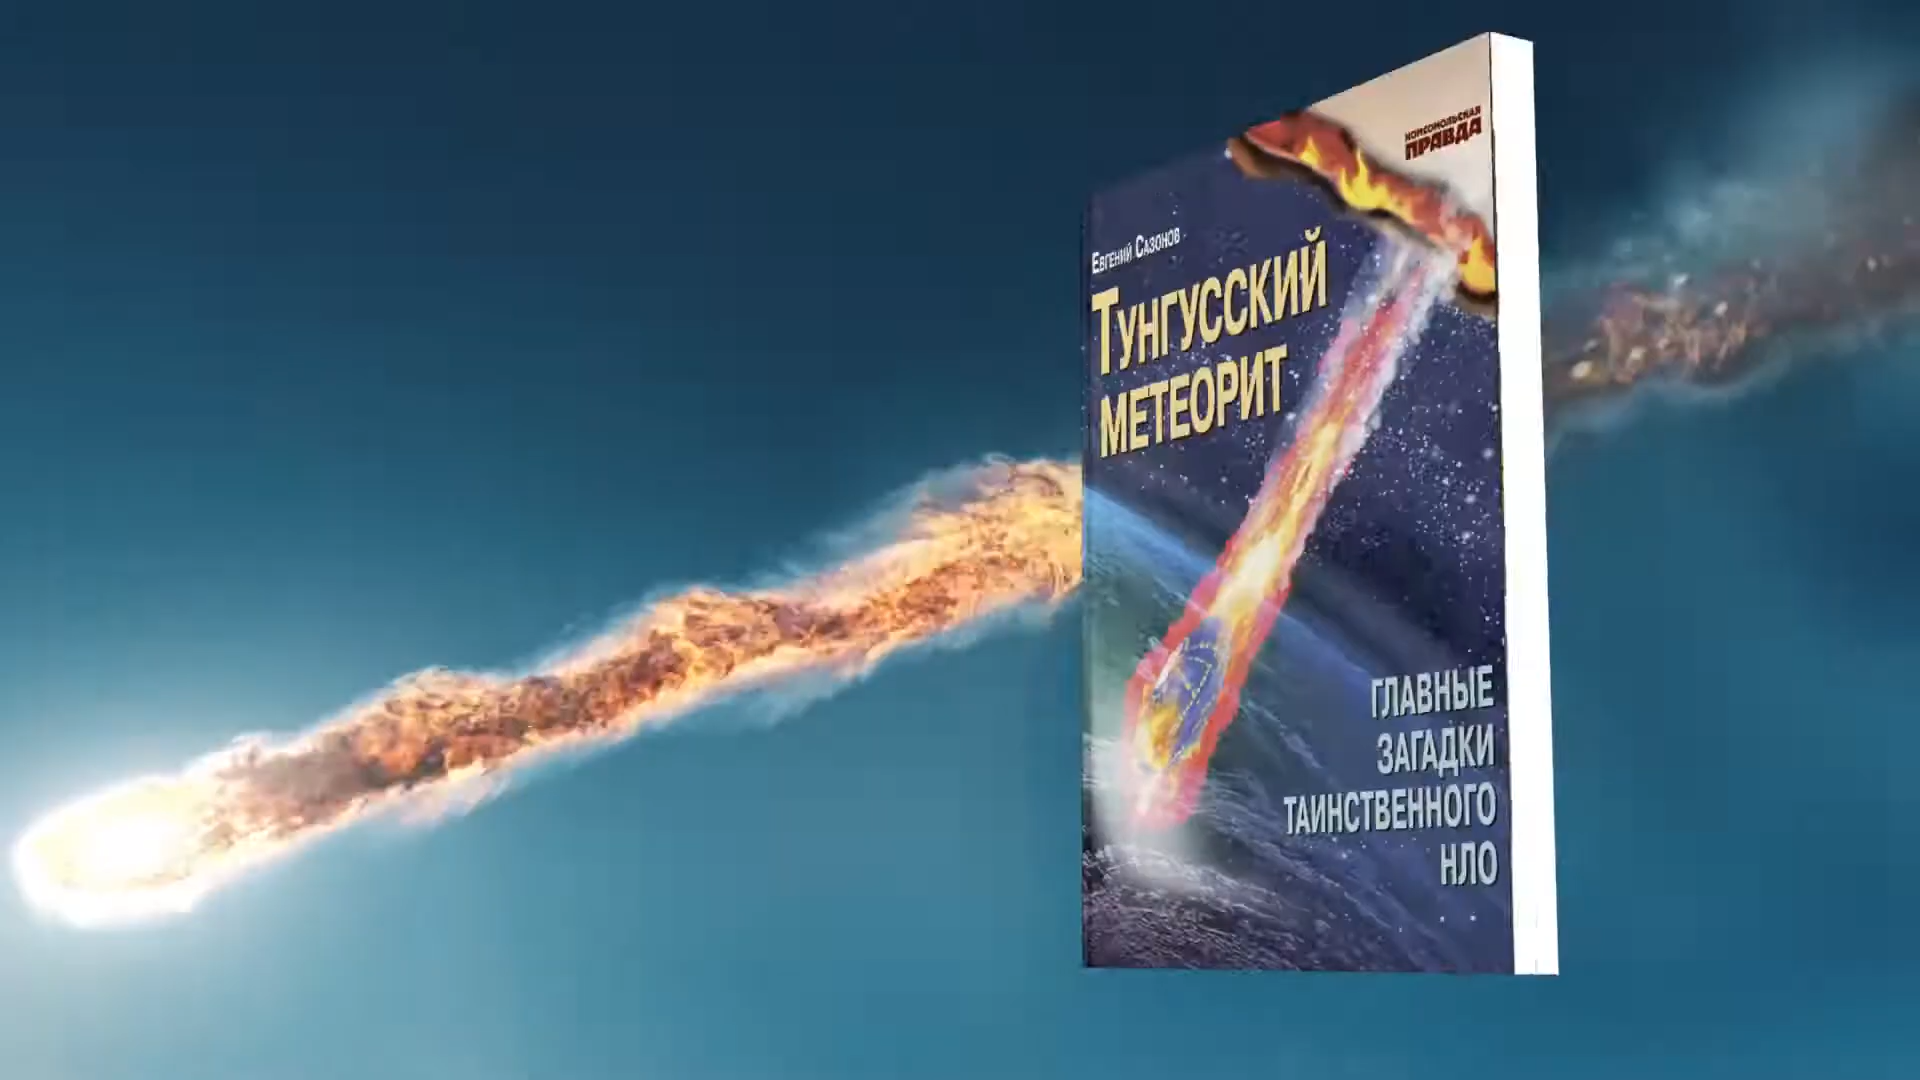 КОМСОМОЛЬСКАЯ
ПРАВДА
Евгений Сазонов
Тунгусский
метеорит
ГЛАВНЫЕ
ЗАГАДКИ
ТАИНСТВЕННОГО
НЛО